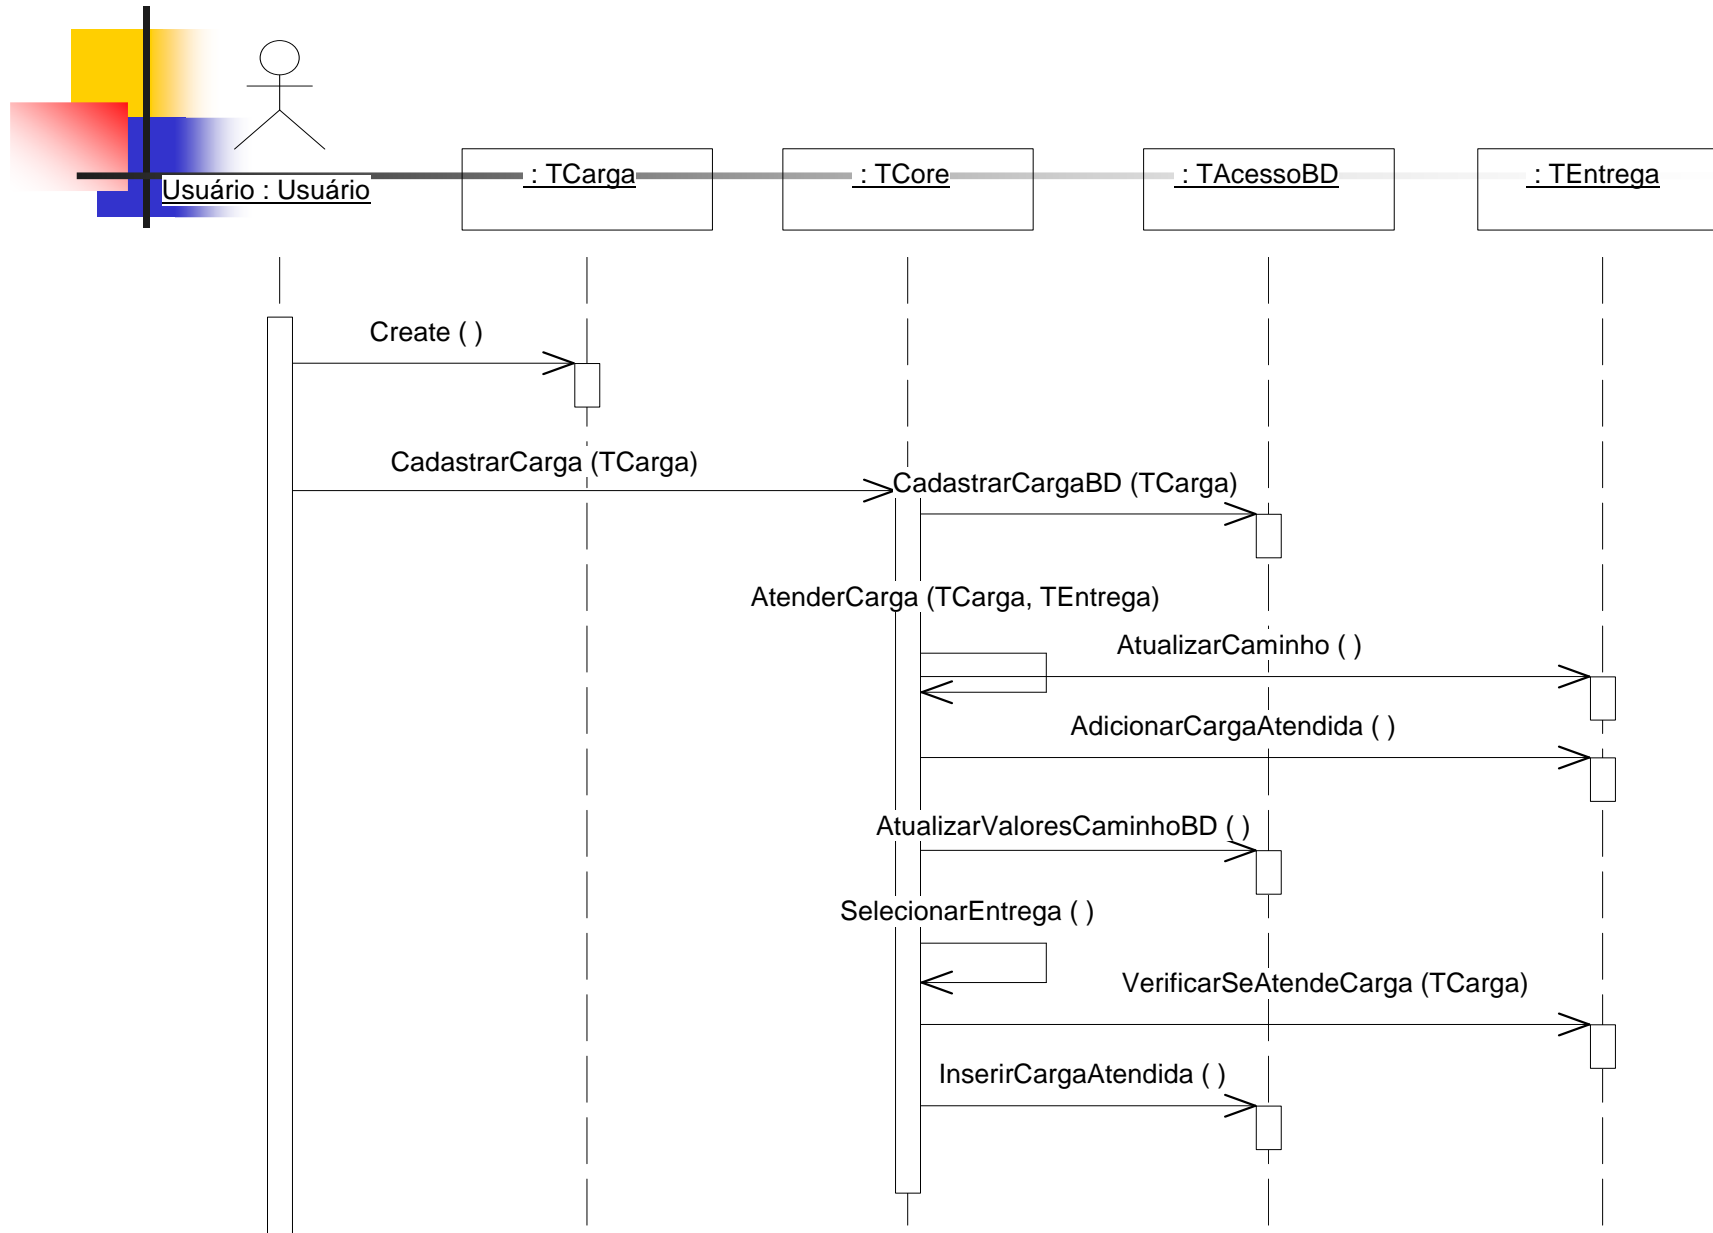 Usuário : Usuário
: TCarga
: TCore
: TAcessoBD
: TEntrega
Create ( )
CadastrarCarga (TCarga)
CadastrarCargaBD (TCarga)
AtenderCarga (TCarga, TEntrega)
AtualizarCaminho ( )
AdicionarCargaAtendida ( )
AtualizarValoresCaminhoBD ( )
SelecionarEntrega ( )
VerificarSeAtendeCarga (TCarga)
InserirCargaAtendida ( )